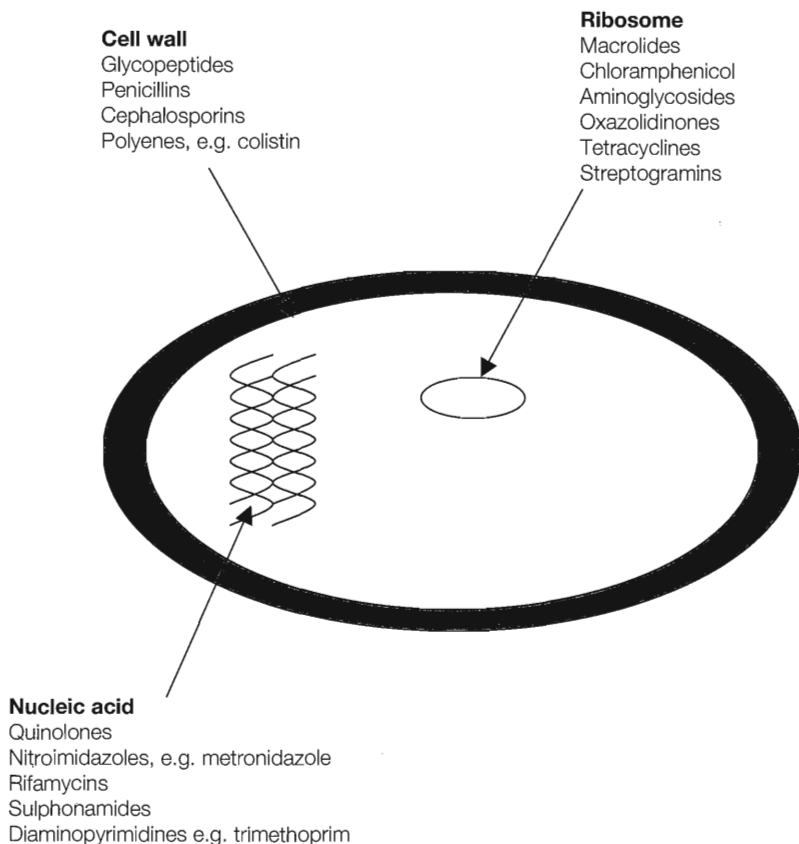 Cell wall
Glycopeptides
Penicillins
Cephalosporins
Polyenes, e.g. colistin
Ribosome
Macrolides
Chloramphenicol
Aminoglycosides
Oxazolidinones
Tetracyclines
Streptogramins
Nucleic acid
Quinolones
Nitroimidazoles, e.g. metronidazole
Rifamycins
Sulphonamides
Diaminopyrimidines e.g. trimethoprim